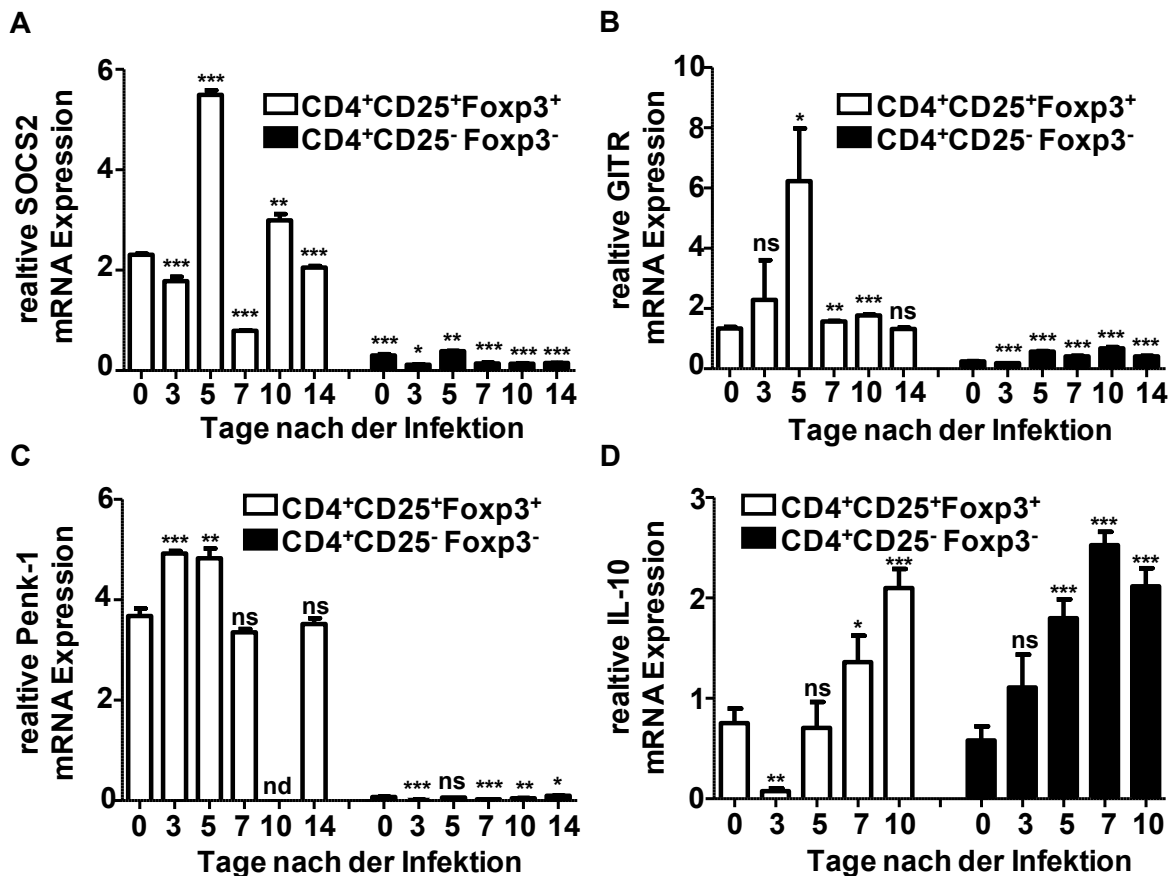 A
realtive SOCS2
mRNA Expression
6
4
2
0
***
***
***
***
**
***
***
*
**
***
***
***
CD4+CD25+Foxp3+
CD4+CD25- Foxp3-
0 3 5 7 10 14 0 3 5 7 10 14
Tage nach der Infektion
B
realtive GITR
mRNA Expression
10
8
6
4
2
0
ns
*
**
***
ns
***
***
***
***
***
CD4+CD25+Foxp3+
CD4+CD25- Foxp3-
0 3 5 7 10 14 0 3 5 7 10 14
Tage nach der Infektion
C
realtive Penk-1
mRNA Expression
6
4
2
0
***
**
ns
nd
ns
***
ns
***
**
*
CD4+CD25+Foxp3+
CD4+CD25- Foxp3-
0 3 5 7 10 14 0 3 5 7 10 14
Tage nach der Infektion
D
realtive IL-10
mRNA Expression
3
2
1
0
**
ns
*
***
ns
***
***
***
CD4+CD25+Foxp3+
CD4+CD25- Foxp3-
0 3 5 7 10 0 3 5 7 10
Tage nach der Infektion